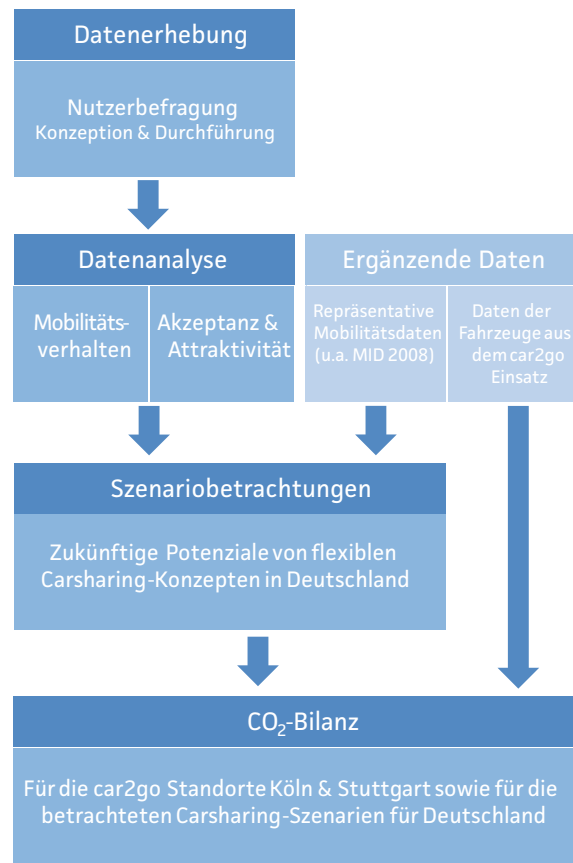 Datenerhebung
Nutzerbefragung
Konzeption & Durchführung
Datenanalyse
Mobilitäts-
verhalten
Akzeptanz &
Attraktivität
Ergänzende Daten
Repräsentative
Mobilitätsdaten
(u.a. MID 2008)
Daten der
Fahrzeuge aus
dem car2go
Einsatz
Szenariobetrachtungen
Zukünftige Potenziale von flexiblen
Carsharing-Konzepten in Deutschland
CO₂-Bilanz
Für die car2go Standorte Köln & Stuttgart sowie für die
betrachteten Carsharing-Szenarien für Deutschland